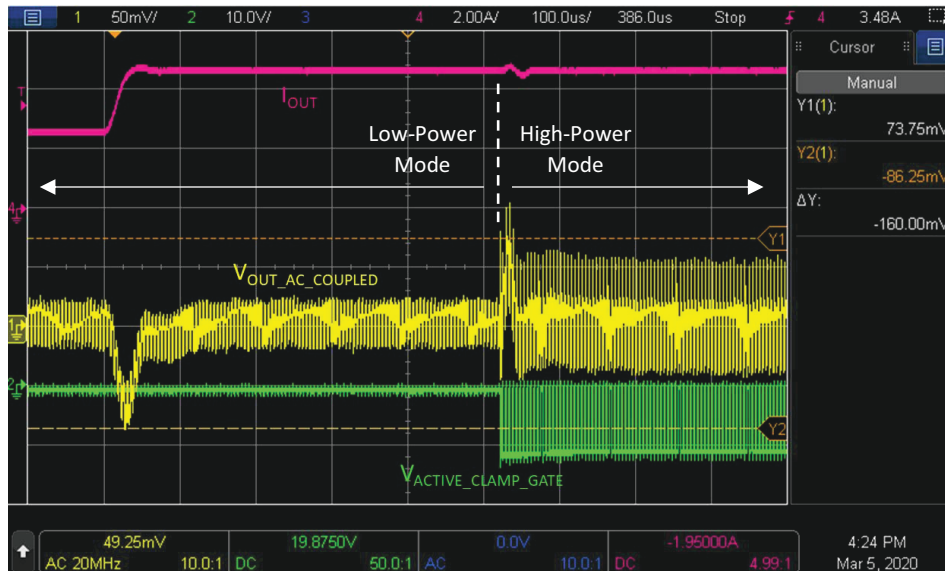 1 50mV/ 2 10.0V/ 3 4 2.00A/ 100.0us/ 386.0us Stop 4 3.48A
Cursor
Manual
Y1(1):
73.75mV
Y2(1):
-86.25mV
ΔY:
-160.00mV
T
IOUT
Low-Power
Mode
High-Power
Mode
4
Y1
VOUT_AC_COUPLED
1
2
Y2
VACTIVE_CLAMP_GATE
49.25mV 19.8750V 0.0V -1.95000A
AC 20MHz 10.0:1 DC 50.0:1 AC 10.0:1 DC 4.99:1
4:24 PM
Mar 5, 2020